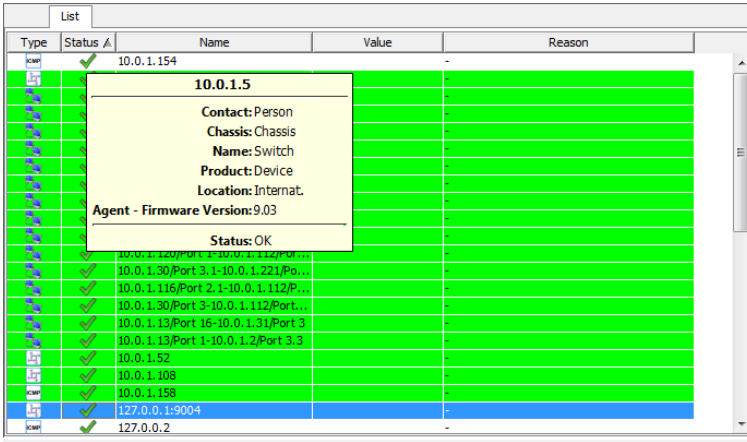 List
Type Status Name Value Reason
ICMP 10.0.1.154 -
10.0.1.5
Contact: Person
Chassis: Chassis
Name: Switch
Product: Device
Location: Internat.
Agent - Firmware Version: 9.03
Status: OK
10.0.1.120/Port 1-10.0.1.112/Por... -
10.0.1.30/Port 3.1-10.0.1.221/Po... -
10.0.1.116/Port 2.1-10.0.1.112/P... -
10.0.1.30/Port 3-10.0.1.112/Port... -
10.0.1.13/Port 16-10.0.1.31/Port 3 -
10.0.1.13/Port 1-10.0.1.2/Port 3.3 -
10.0.1.52 -
10.0.1.108 -
ICMP 10.0.1.158 -
127.0.0.1:9004 -
ICMP 127.0.0.2 -